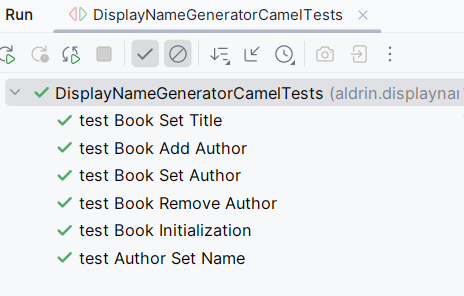 Run DisplayNameGeneratorCamelTests
DisplayNameGeneratorCamelTests (aldrin.displaynar
test Book Set Title
test Book Add Author
test Book Set Author
test Book Remove Author
test Book Initialization
test Author Set Name